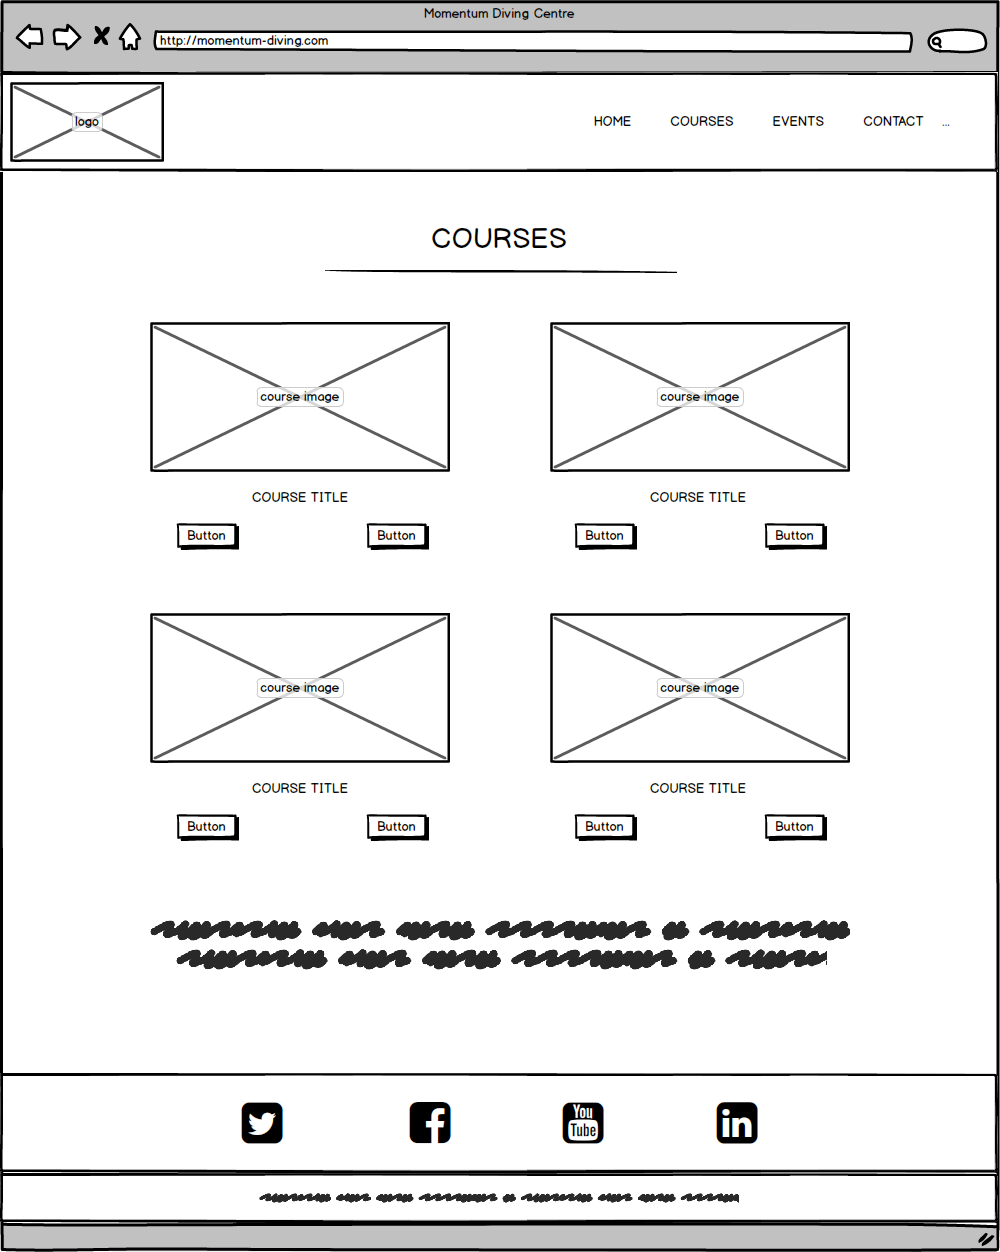 Momentum Diving Centre
http://momentum-diving.com
logo
HOME COURSES EVENTS CONTACT ...
COURSES
course image course image
COURSE TITLE COURSE TITLE
Button Button Button Button
course image course image
COURSE TITLE COURSE TITLE
Button Button Button Button
You Tube in